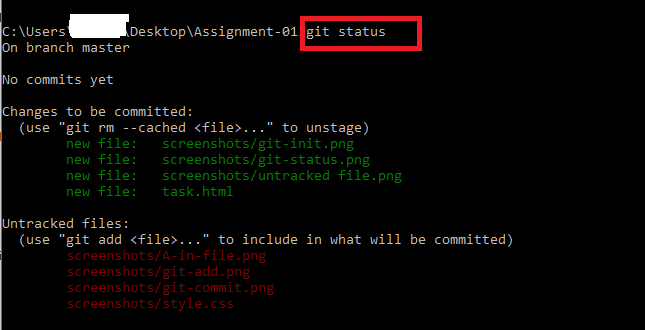 C:\Users\ \Desktop\Assignment-01 git status
On branch master
No commits yet
Changes to be committed:
(use "git rm --cached <file>..." to unstage)
new file: screenshots/git-init.png
new file: screenshots/git-status.png
new file: screenshots/untracked file.png
new file: task.html
Untracked files:
(use "git add <file>..." to include in what will be committed)
screenshots/A-in-file.png
screenshots/git-add.png
screenshots/git-commit.png
screenshots/style.css